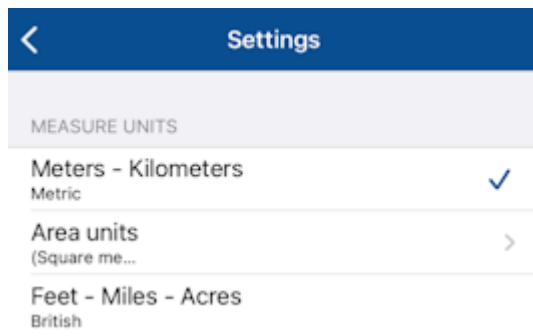 Settings
MEASURE UNITS
Meters - Kilometers
Metric
Area units
(Square me...
Feet - Miles - Acres
British